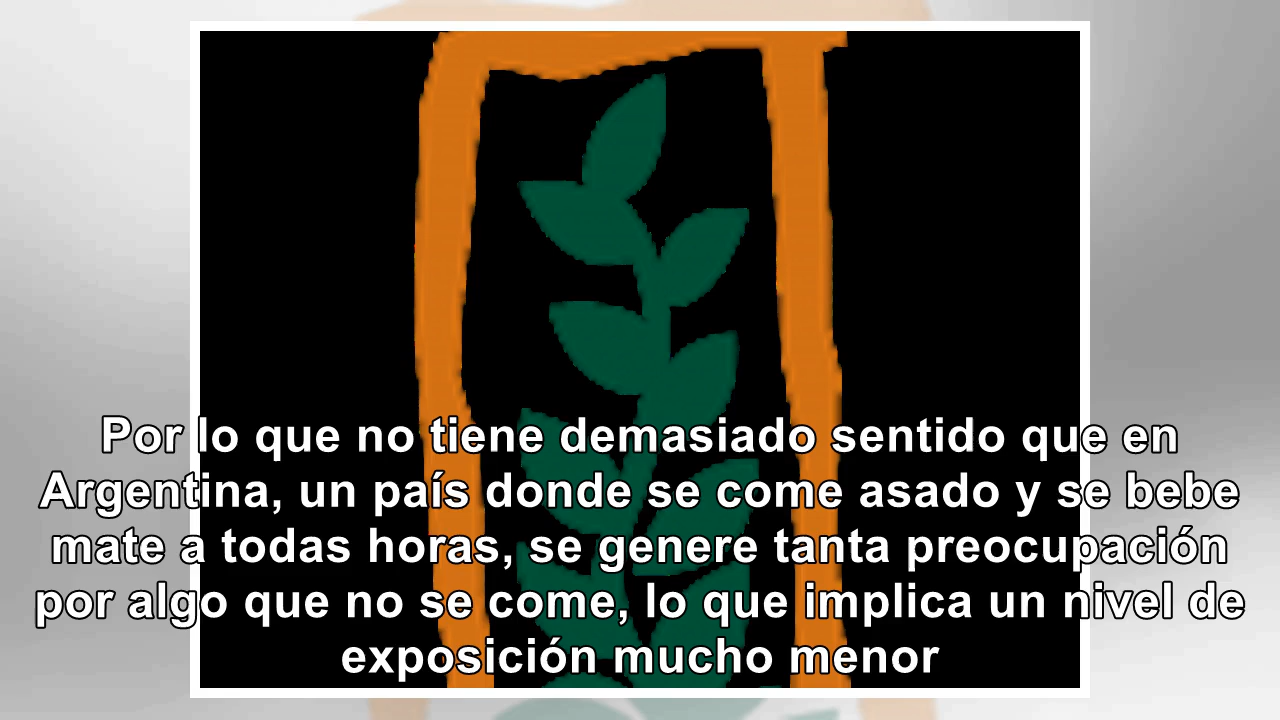 Por lo que no tiene demasiado sentido que en
Argentina, un país donde se come asado y se bebe
mate a todas horas, se genere tanta preocupación
por algo que no se come, lo que implica un nivel de
exposición mucho menor